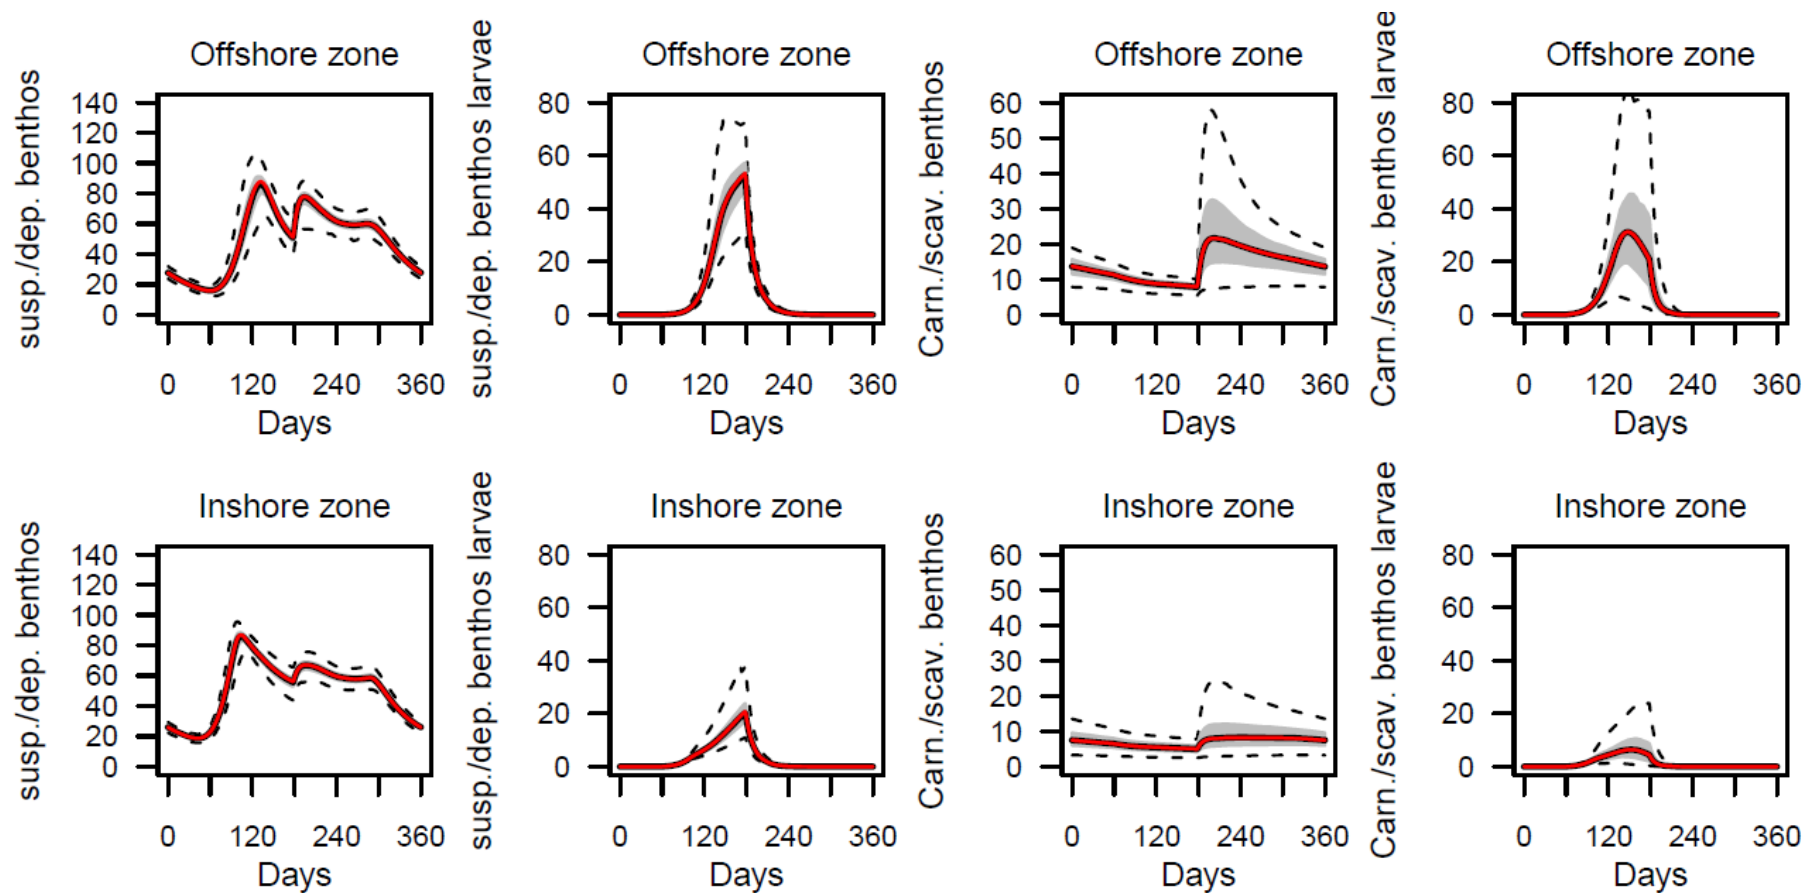 susp./dep. benthos
Offshore zone
140
120
100
80
60
40
20
0
0 120 240 360
Days
susp./dep. benthos larvae
Offshore zone
80
60
40
20
0
0 120 240 360
Days
Carn./scav. benthos
Offshore zone
60
50
40
30
20
10
0
0 120 240 360
Days
Carn./scav. benthos larvae
Offshore zone
80
60
40
20
0
0 120 240 360
Days
susp./dep. benthos
Inshore zone
140
120
100
80
60
40
20
0
0 120 240 360
Days
susp./dep. benthos larvae
Inshore zone
80
60
40
20
0
0 120 240 360
Days
Carn./scav. benthos
Inshore zone
60
50
40
30
20
10
0
0 120 240 360
Days
Carn./scav. benthos larvae
Inshore zone
80
60
40
20
0
0 120 240 360
Days